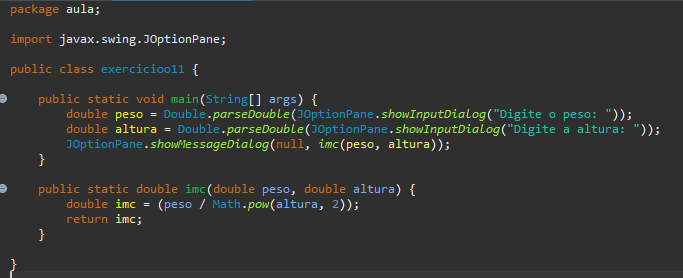 package aula;
import javax.swing.JOptionPane;
public class exercicioo11 {
public static void main(String[] args) {
double peso = Double.parseDouble(JOptionPane.showInputDialog("Digite o peso: "));
double altura = Double.parseDouble(JOptionPane.showInputDialog("Digite a altura: "));
JOptionPane.showMessageDialog(null, imc(peso, altura));
}
public static double imc(double peso, double altura) {
double imc = (peso / Math.pow(altura, 2));
return imc;
}
}